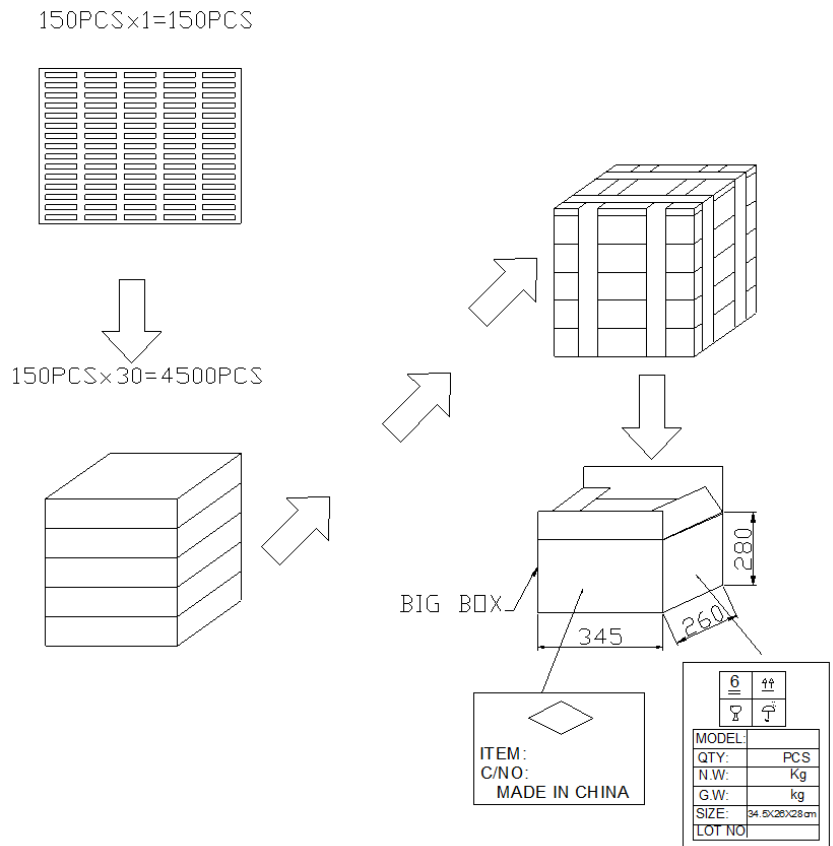 150PCS×1=150PCS
150PCS×30=4500PCS
BIG BOX
345
260
280
ITEM:
C/NO:
MADE IN CHINA
6
MODEL:
QTY: PCS
N.W: Kg
G.W: kg
SIZE: 34.5X26X28cm
LOT NO